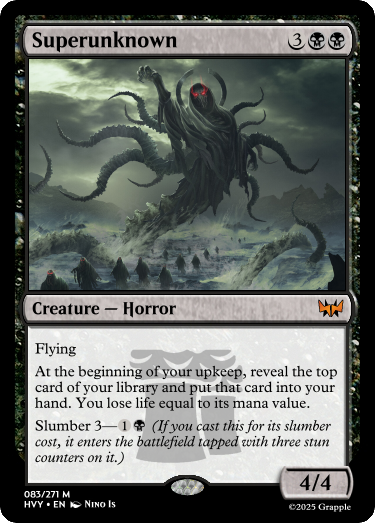 Superunknown 3
Creature — Horror
Flying
At the beginning of your upkeep, reveal the top
card of your library and put that card into your
hand. You lose life equal to its mana value.
Slumber 3— 1 (If you cast this for its slumber
cost, it enters the battlefield tapped with three stun
counters on it.)
4/4
083/271 M
HVY • EN Nino Is
©2025 Grapple